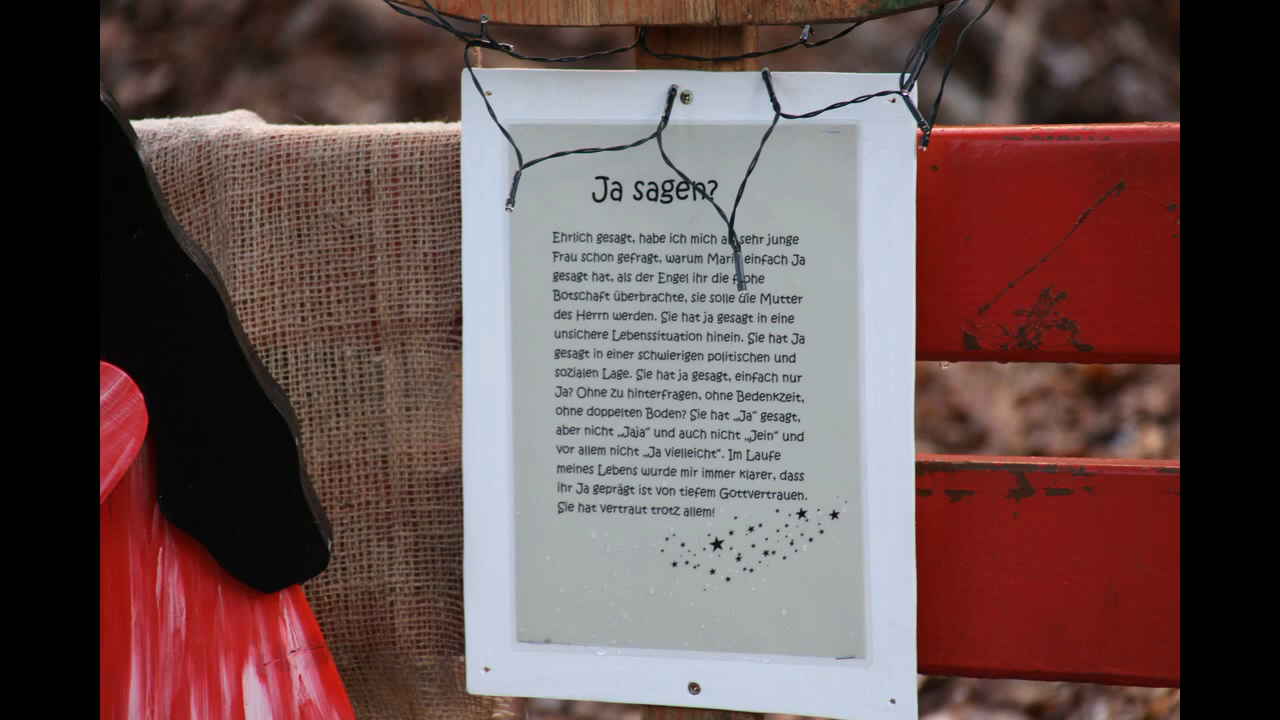 Ja sagen?
Ehrlich gesagt, habe ich mich als sehr junge
Frau schon gefragt, warum Maria einfach Ja
gesagt hat, als der Engel ihr die frohe
Botschaft überbrachte, sie solle die Mutter
des Herrn werden. Sie hat ja gesagt in eine
unsichere Lebenssituation hinein. Sie hat Ja
gesagt in einer schwierigen politischen und
sozialen Lage. Sie hat ja gesagt, einfach nur
Ja? Ohne zu hinterfragen, ohne Bedenkzeit,
ohne doppelten Boden? Sie hat „Ja“ gesagt,
aber nicht „Jaja“ und auch nicht „Jein“ und
vor allem nicht „Ja vielleicht“. Im Laufe
meines Lebens wurde mir immer klarer, dass
ihr Ja geprägt ist von tiefem Gottvertrauen.
Sie hat vertraut trotz allem!